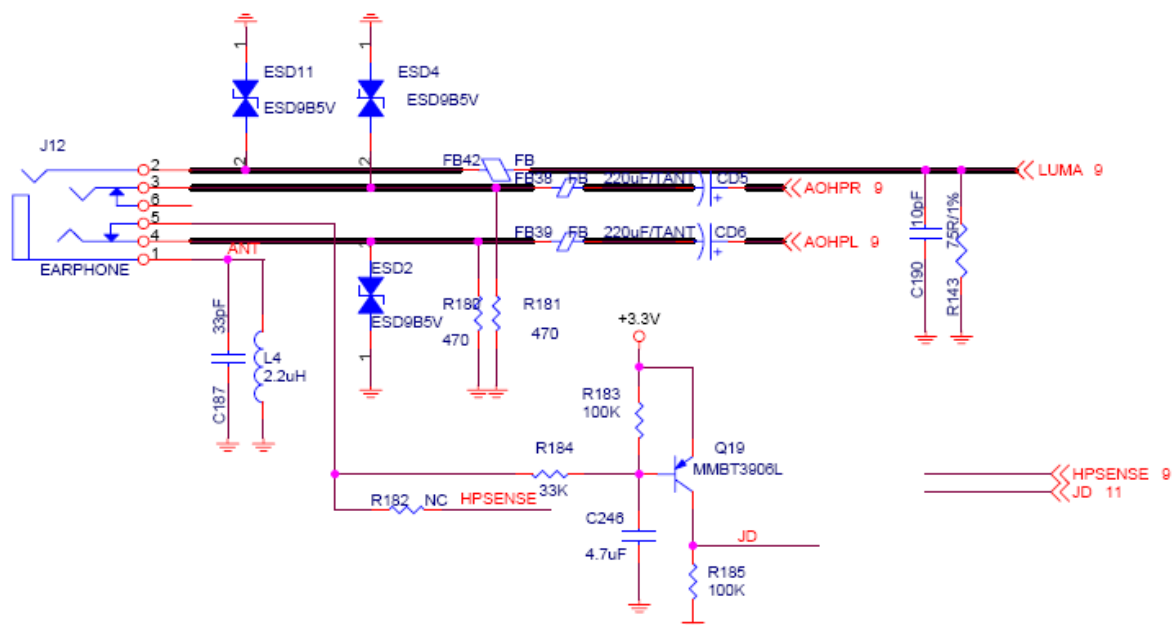 1
1
ESD11
ESD4
ESD9B5V
ESD9B5V
J12
2
2
2
FB42
FB
LUMA 9
3
FB38
FB
220uF/TANT
CD5
AOHPR 9
6
5
4
FB39
FB
220uF/TANT
CD6
AOHPL 9
10pF
75R/1%
C190
R143
1
ANT
EARPHONE
ESD2
ESD9B5V
1
R180
470
R181
470
33pF
C187
L4
2.2uH
+3.3V
R183
100K
Q19
MMBT3906L
R184
33K
R182
NC
HPSENSE
HPSENSE 9
JD 11
C246
4.7uF
JD
R185
100K